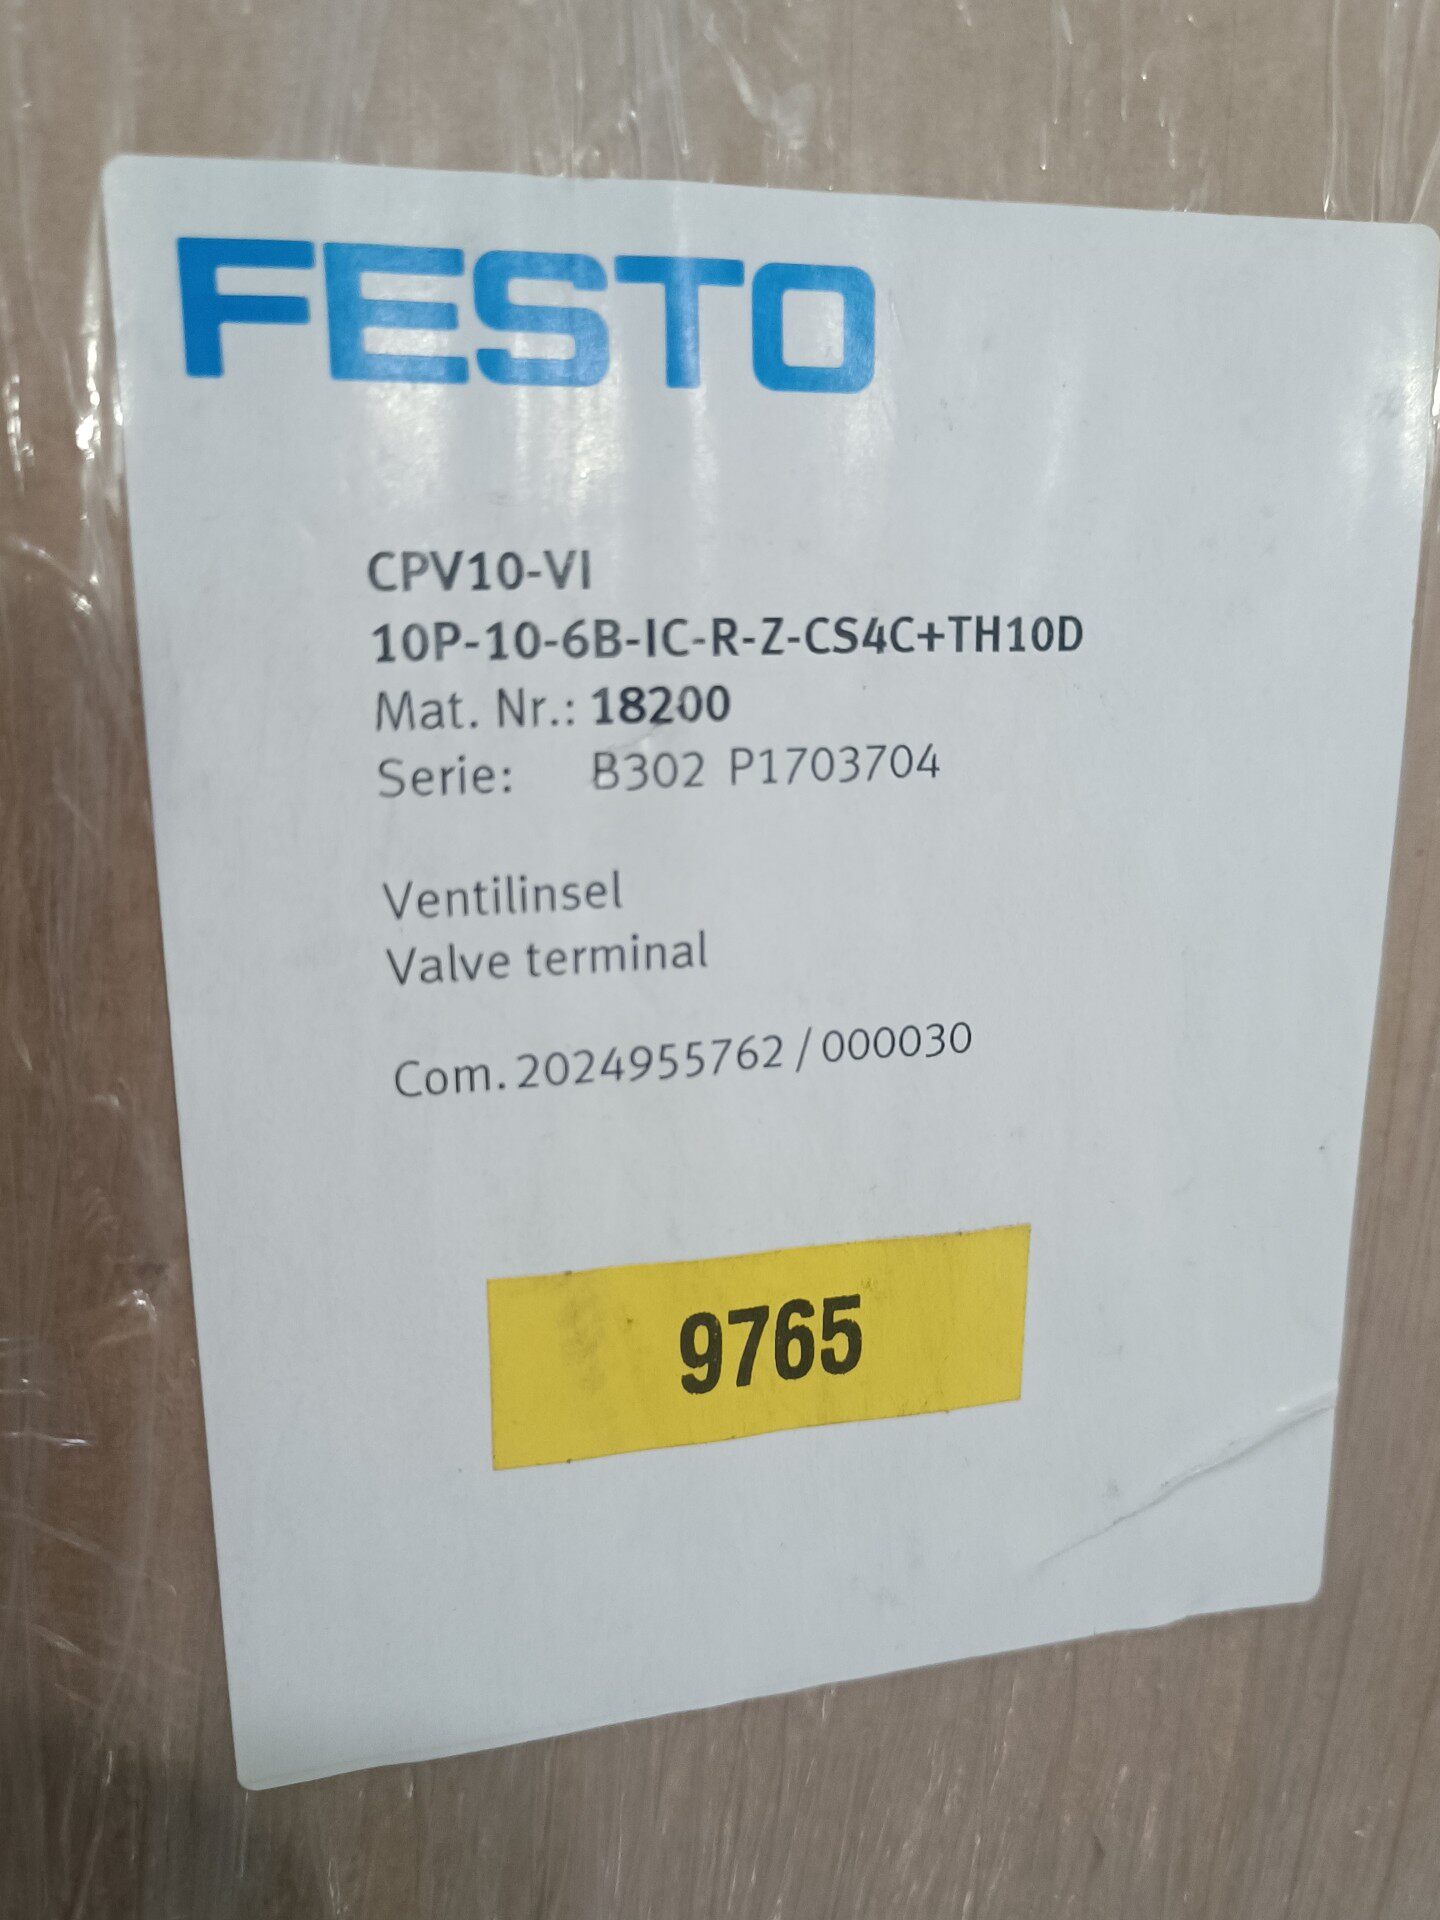 FESTO
CPV10-VI
10P-10-6B-IC-R-Z-CS4C+TH10D
Mat. Nr.: 18200
Serie: B302 P1703704
Ventilinsel
Valve terminal
Com. 2024955762 / 000030
9765